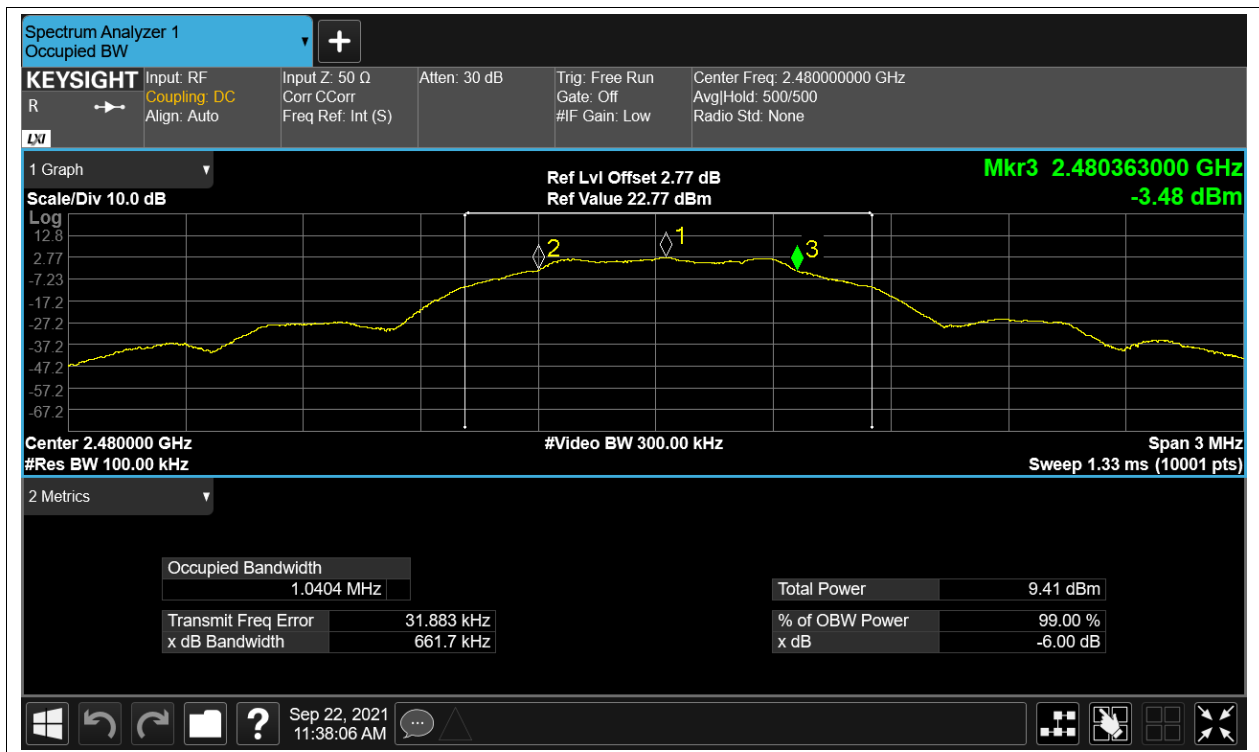 Spectrum Analyzer 1
Occupied BW
KEYSIGHT
R
LXI
Input: RF
Coupling: DC
Align: Auto
Input Z: 50 Ω
Corr CCorr
Freq Ref: Int (S)
Atten: 30 dB
Trig: Free Run
Gate: Off
#IF Gain: Low
Center Freq: 2.480000000 GHz
Avg|Hold: 500/500
Radio Std: None
1 Graph
Scale/Div 10.0 dB
Ref Lvl Offset 2.77 dB
Ref Value 22.77 dBm
Mkr3 2.480363000 GHz
-3.48 dBm
Log
12.8
2.77
-7.23
-17.2
-27.2
-37.2
-47.2
-57.2
-67.2
2
1
3
Center 2.480000 GHz
#Res BW 100.00 kHz
#Video BW 300.00 kHz
Span 3 MHz
Sweep 1.33 ms (10001 pts)
2 Metrics
Occupied Bandwidth
1.0404 MHz
Transmit Freq Error 31.883 kHz
x dB Bandwidth 661.7 kHz
Total Power 9.41 dBm
% of OBW Power 99.00 %
x dB -6.00 dB
?
Sep 22, 2021
11:38:06 AM